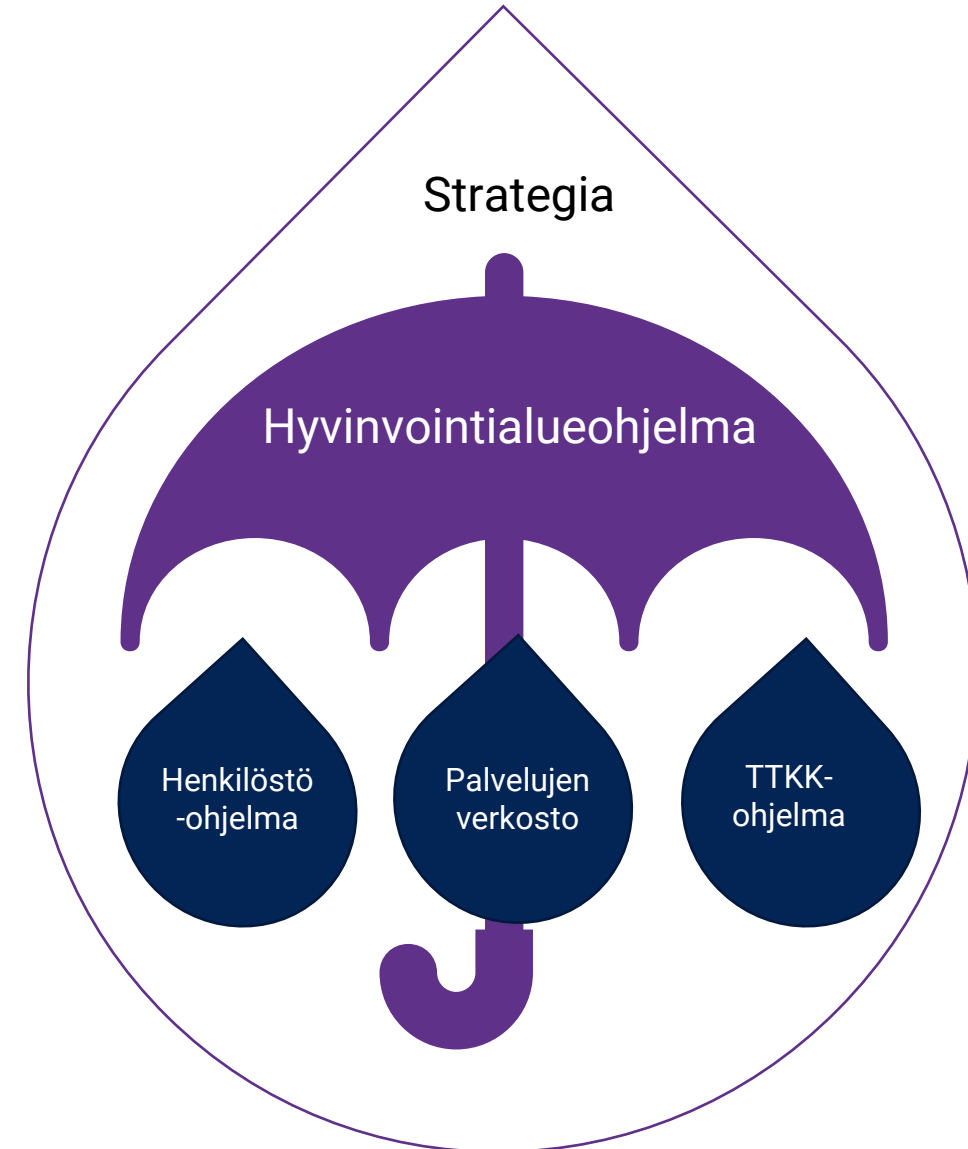 Strategia
Hyvinvointialueohjelma
Henkilöstö
-ohjelma
Palvelujen
verkosto
TTKK-
ohjelma